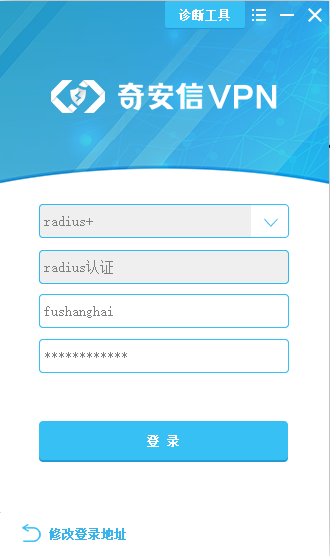 诊断工具
奇安信VPN
radius+
radius认证
fushanghai
************
登 录
修改登录地址